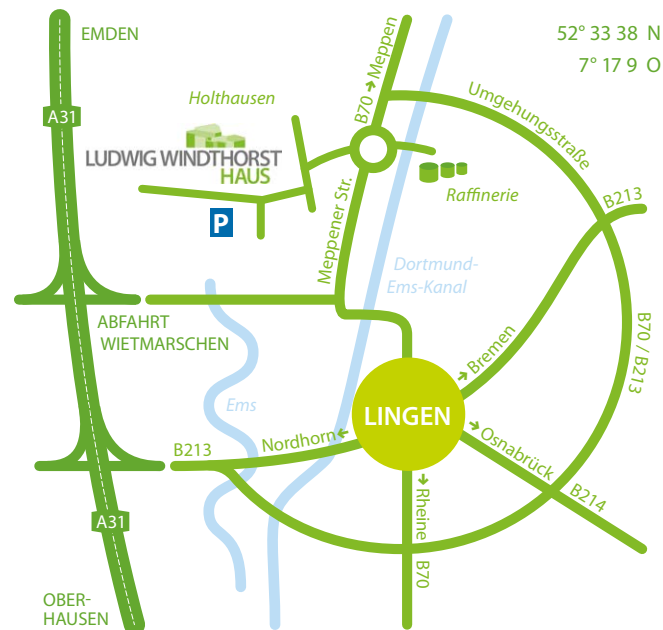 EMDEN
52° 33 38 N
7° 17 9 O
A31
Holthausen
B70 → Meppen
Umgehungsstraße
LUDWIG WINDTHORST
HAUS
P
Raffinerie
B213
Meppener Str.
Dortmund-
Ems-Kanal
ABFAHRT
WIETMARSCHEN
B70 / B213
→ Bremen
Ems
LINGEN
B213
Nordhorn ←
→ Osnabrück
B214
→ Rheine
B70
A31
OBER-
HAUSEN